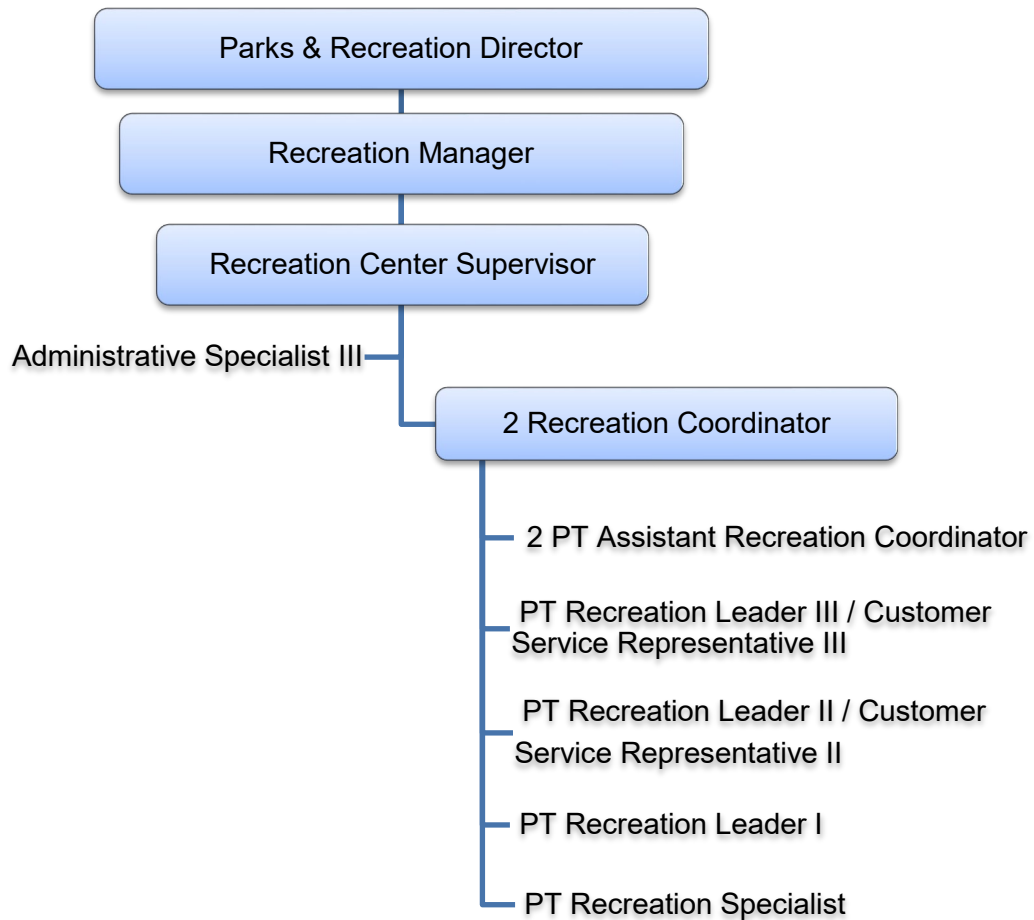 Parks & Recreation Director
Recreation Manager
Recreation Center Supervisor
Administrative Specialist III
2 Recreation Coordinator
2 PT Assistant Recreation Coordinator
PT Recreation Leader III / Customer
Service Representative III
PT Recreation Leader II / Customer
Service Representative II
PT Recreation Leader I
PT Recreation Specialist